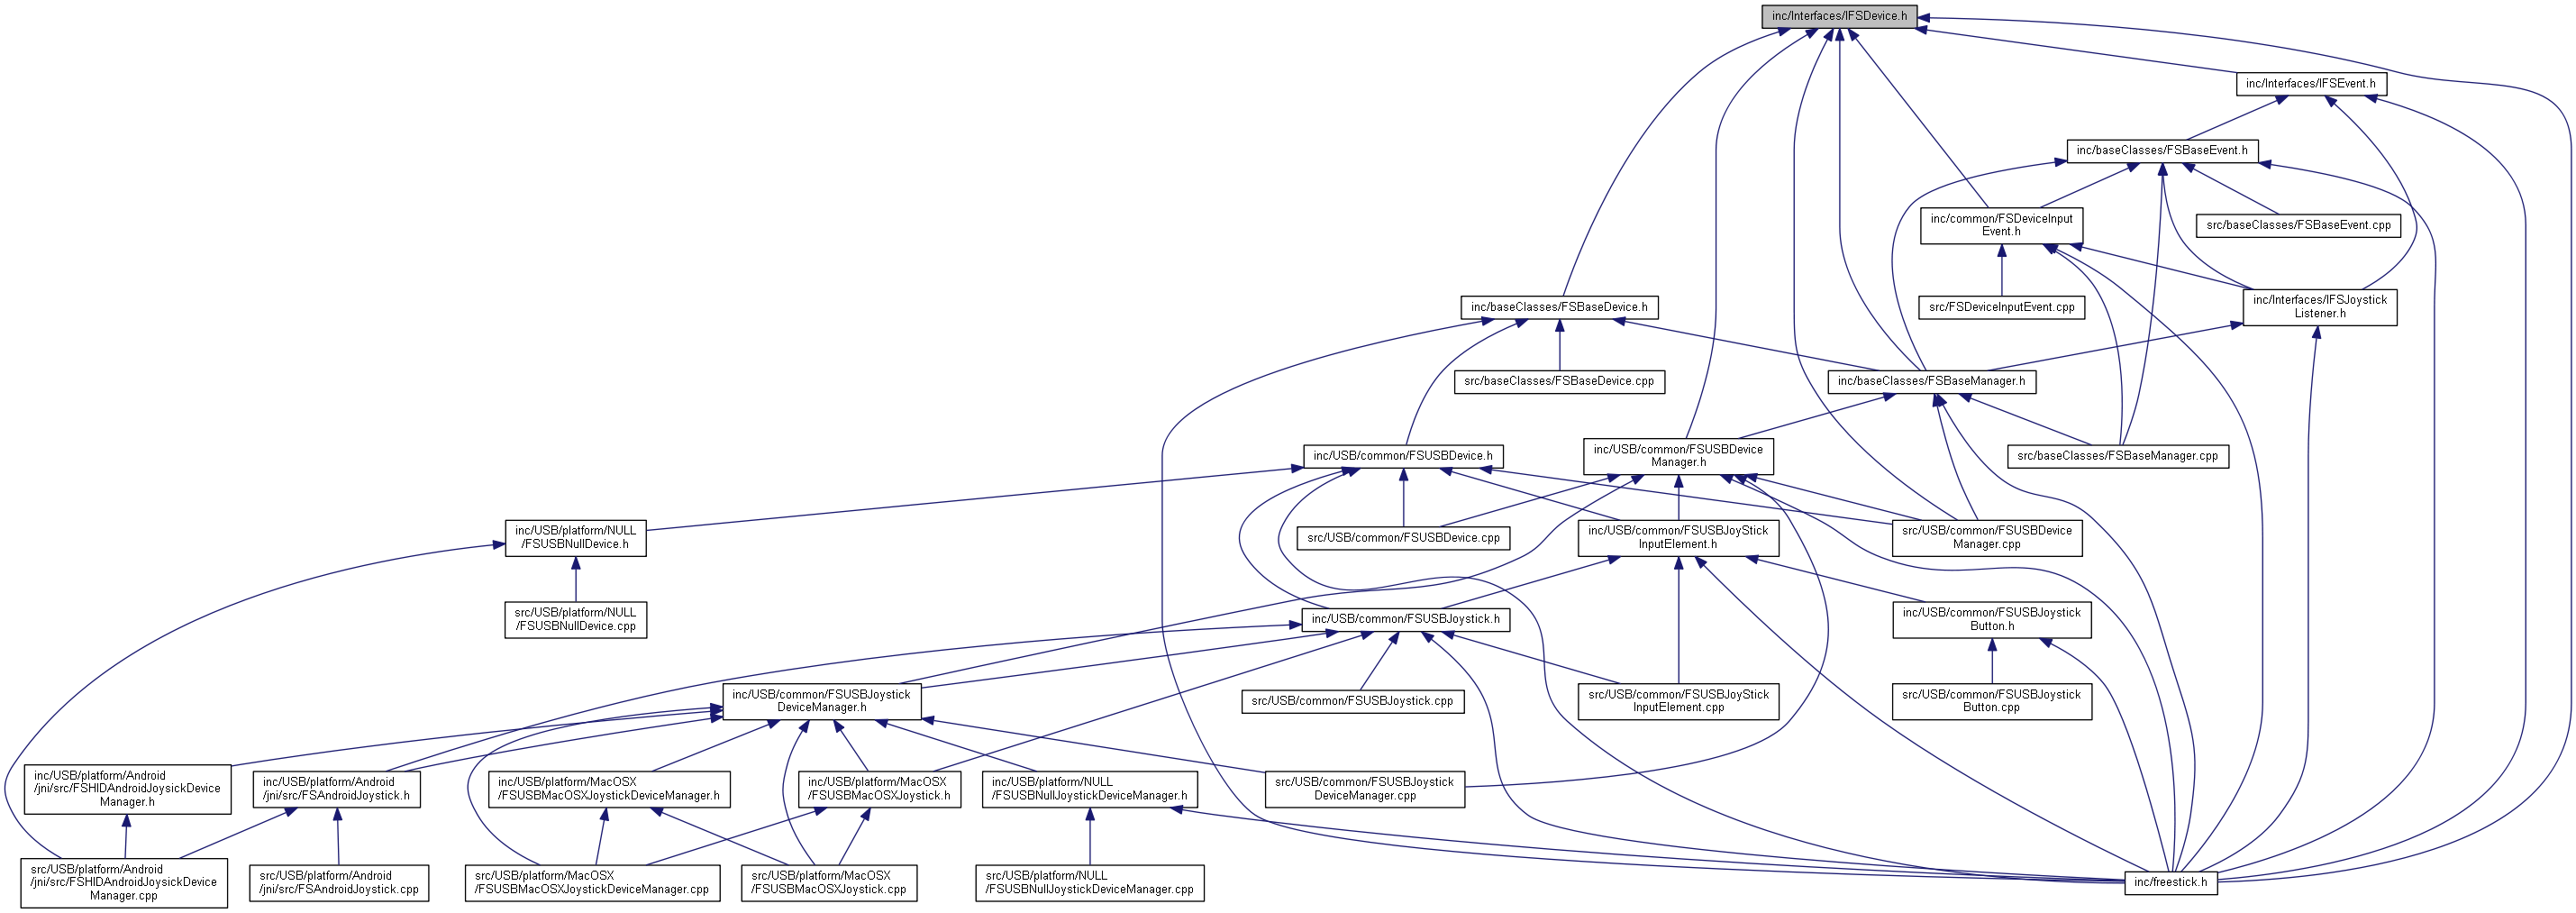 inc/Interfaces/IFSDevice.h
inc/Interfaces/IFSEvent.h
inc/baseClasses/FSBaseEvent.h
inc/common/FSDeviceInput
Event.h
src/baseClasses/FSBaseEvent.cpp
inc/baseClasses/FSBaseDevice.h
src/FSDeviceInputEvent.cpp
inc/Interfaces/IFSJoystick
Listener.h
src/baseClasses/FSBaseDevice.cpp
inc/baseClasses/FSBaseManager.h
inc/USB/common/FSUSBDevice.h
inc/USB/common/FSUSBDevice
Manager.h
src/baseClasses/FSBaseManager.cpp
inc/USB/platform/NULL
/FSUSBNullDevice.h
src/USB/common/FSUSBDevice.cpp
inc/USB/common/FSUSBJoyStick
InputElement.h
src/USB/common/FSUSBDevice
Manager.cpp
src/USB/platform/NULL
/FSUSBNullDevice.cpp
inc/USB/common/FSUSBJoystick.h
inc/USB/common/FSUSBJoystick
Button.h
inc/USB/common/FSUSBJoystick
DeviceManager.h
src/USB/common/FSUSBJoystick.cpp
src/USB/common/FSUSBJoyStick
InputElement.cpp
src/USB/common/FSUSBJoystick
Button.cpp
inc/USB/platform/Android
/jni/src/FSHIDAndroidJoysickDevice
Manager.h
inc/USB/platform/Android
/jni/src/FSAndroidJoystick.h
inc/USB/platform/MacOSX
/FSUSBMacOSXJoystickDeviceManager.h
inc/USB/platform/MacOSX
/FSUSBMacOSXJoystick.h
inc/USB/platform/NULL
/FSUSBNullJoystickDeviceManager.h
src/USB/common/FSUSBJoystick
DeviceManager.cpp
src/USB/platform/Android
/jni/src/FSHIDAndroidJoysickDevice
Manager.cpp
src/USB/platform/Android
/jni/src/FSAndroidJoystick.cpp
src/USB/platform/MacOSX
/FSUSBMacOSXJoystickDeviceManager.cpp
src/USB/platform/MacOSX
/FSUSBMacOSXJoystick.cpp
src/USB/platform/NULL
/FSUSBNullJoystickDeviceManager.cpp
inc/freestick.h